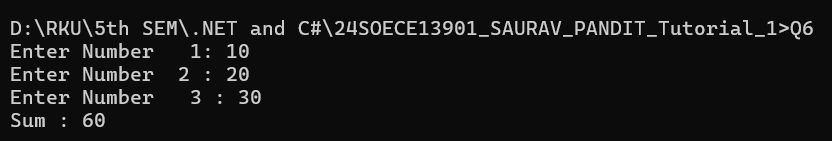 D:\RKU\5th SEM\.NET and C#\24SOECE13901_SAURAV_PANDIT_Tutorial_1>Q6
Enter Number   1: 10
Enter Number  2 : 20
Enter Number   3 : 30
Sum : 60